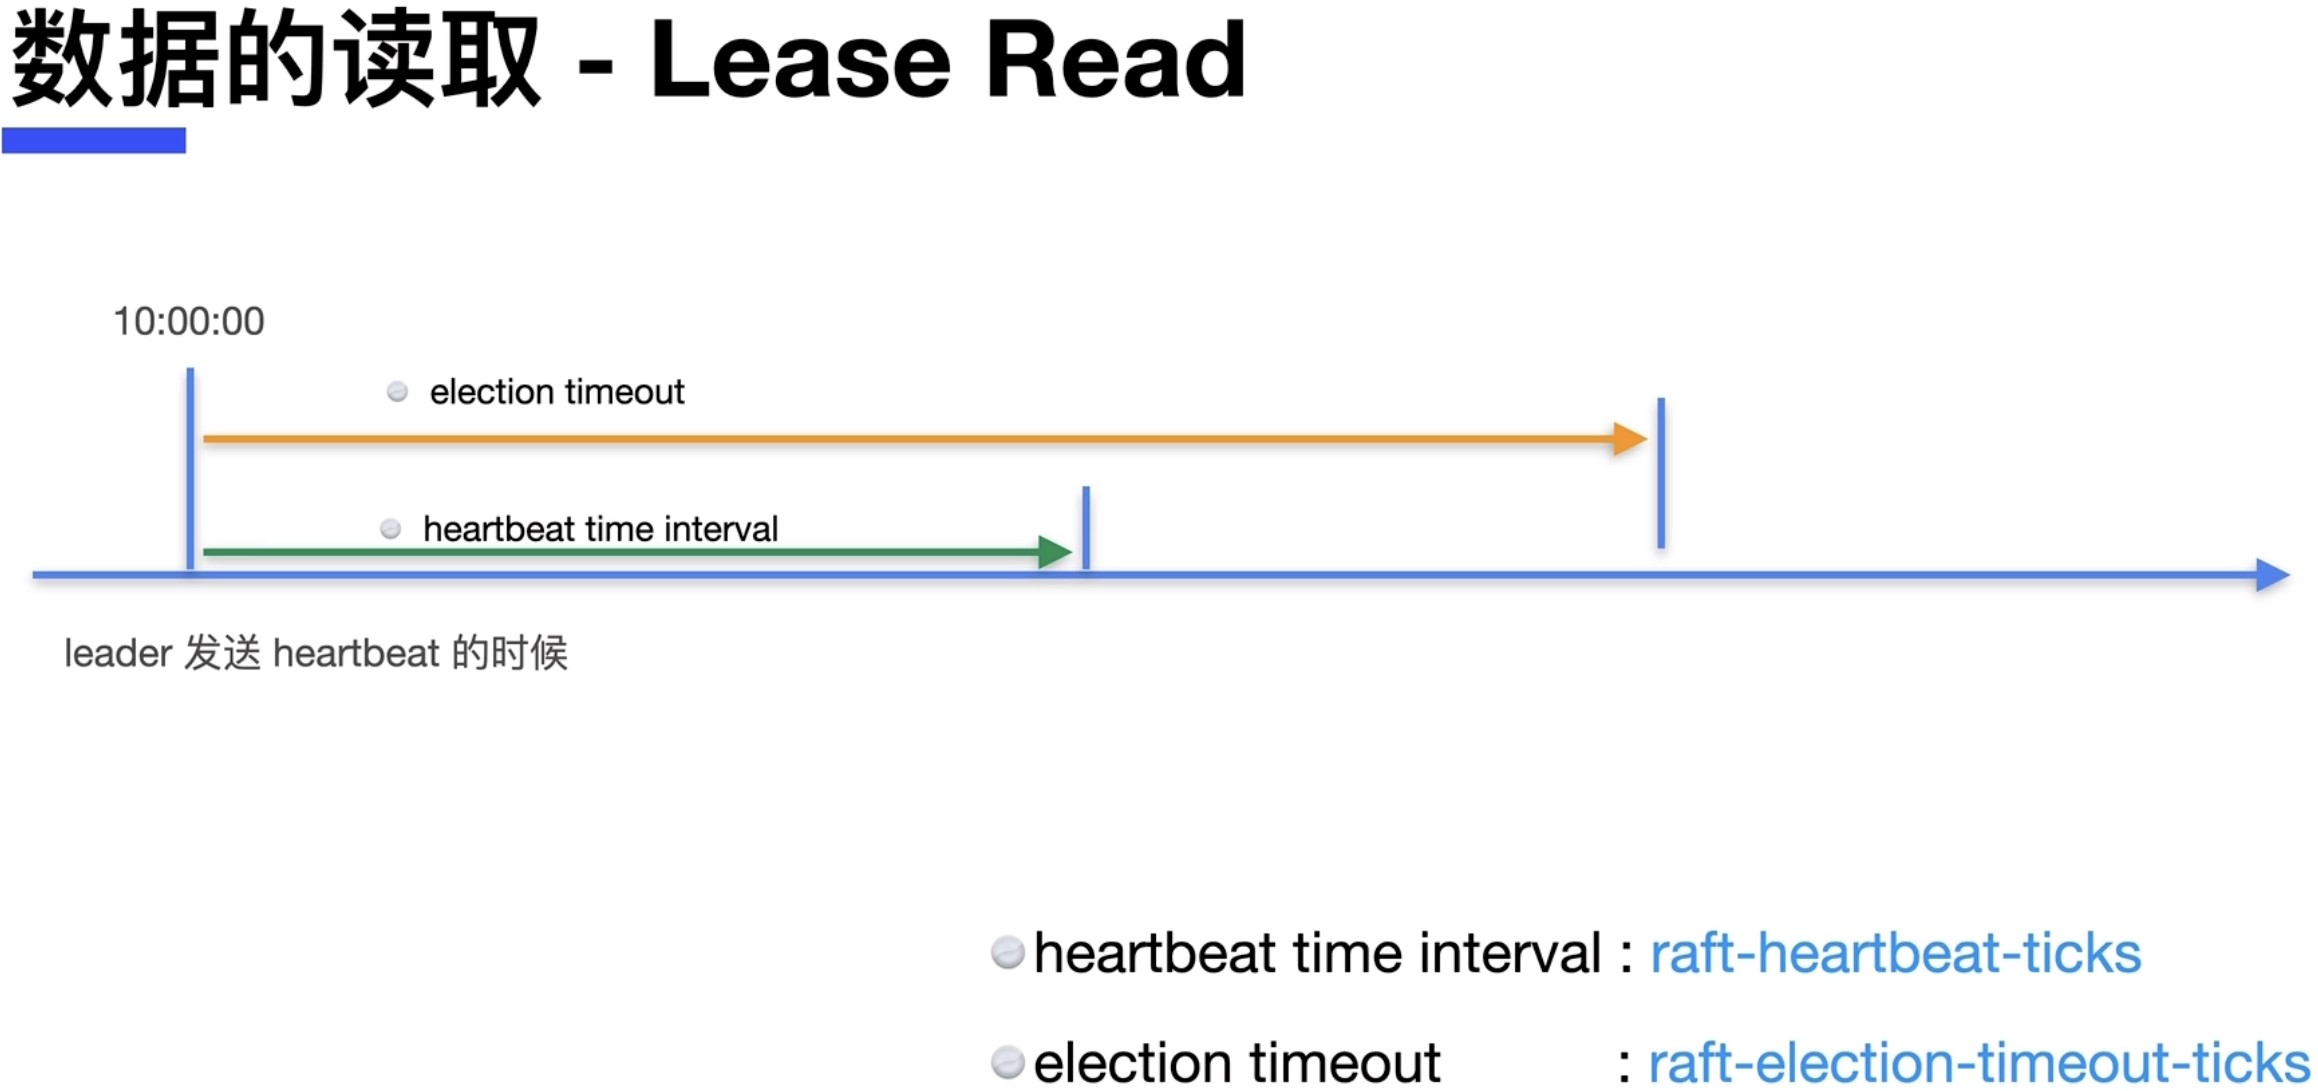 数据的读取 - Lease Read
10:00:00
election timeout
heartbeat time interval
leader 发送 heartbeat 的时候
heartbeat time interval : raft-heartbeat-ticks
election timeout : raft-election-timeout-ticks